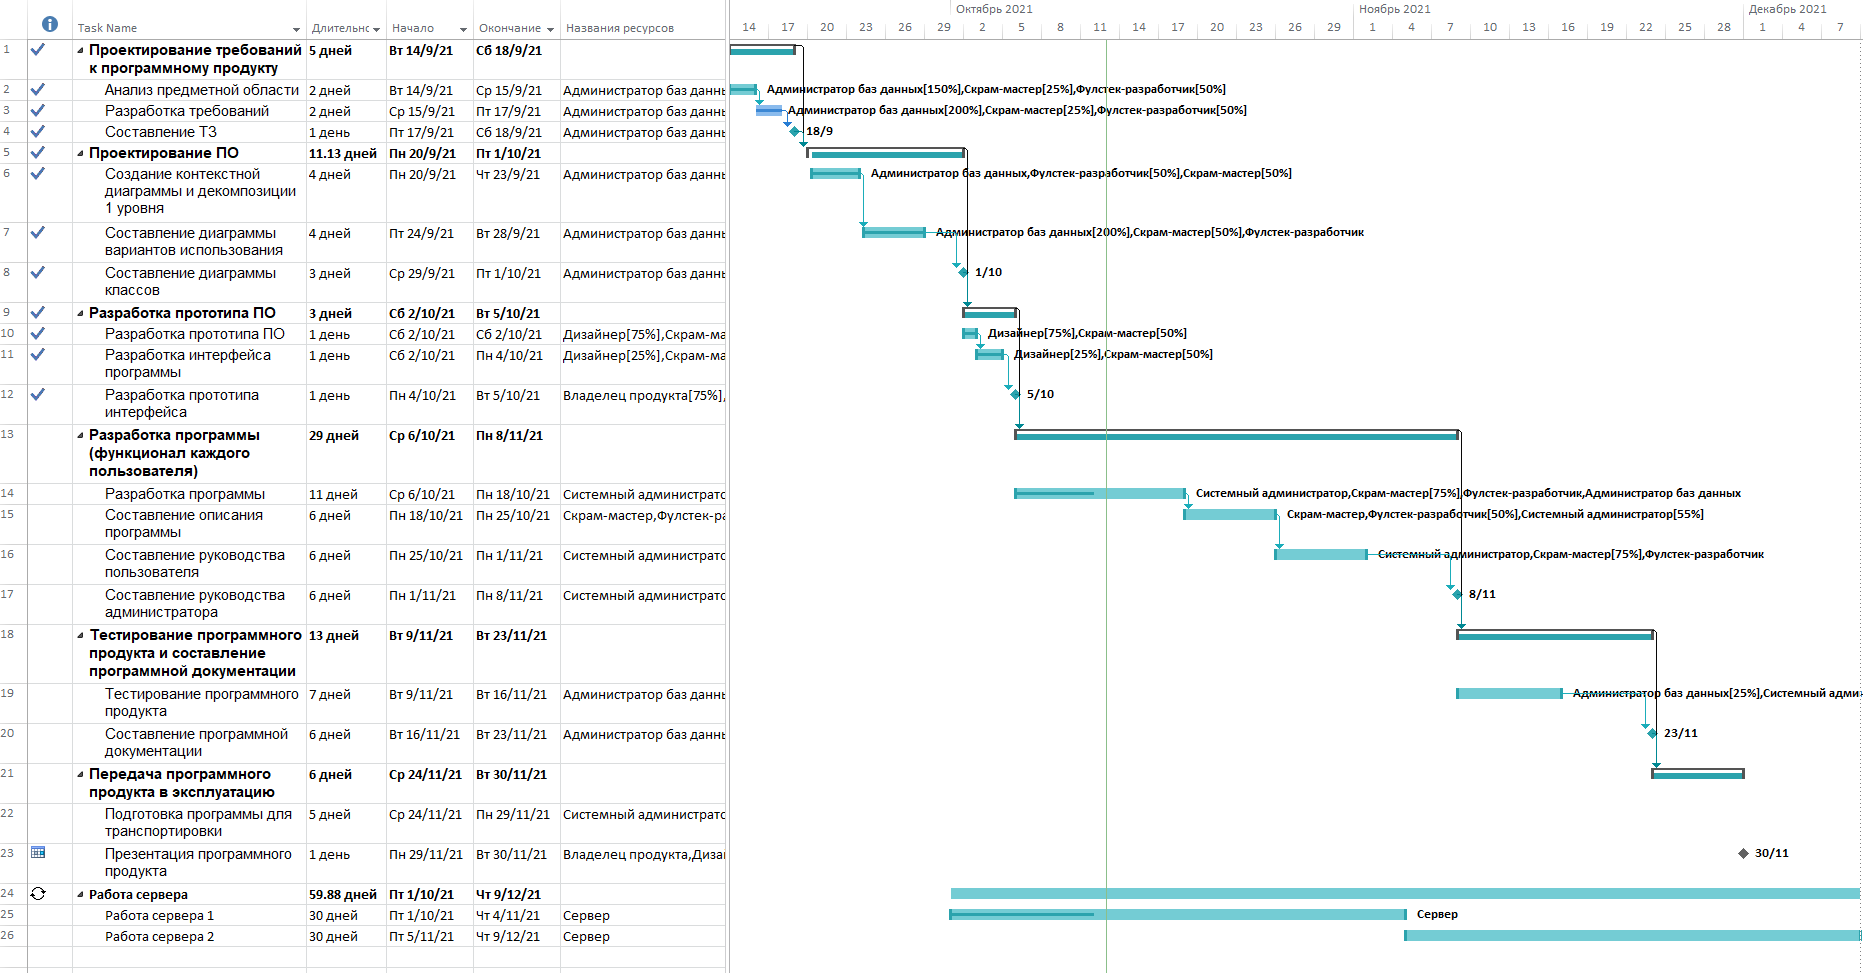 Октябрь 2021 Ноябрь 2021 Декабрь 2021
Task Name Длительнс Начало Окончание Названия ресурсов 14 17 20 23 26 29 2 5 8 11 14 17 20 23 26 29 1 4 7 10 13 16 19 22 25 28 1 4 7
1 Проектирование требований 5 дней Вт 14/9/21 Сб 18/9/21
к программному продукту
2 Анализ предметной области 2 дней Вт 14/9/21 Ср 15/9/21 Администратор баз данн Администратор баз данных[150%],Скрам-мастер[25%],Фулстек-разработчик[50%]
3 Разработка требований 2 дней Ср 15/9/21 Пт 17/9/21 Администратор баз данн Администратор баз данных[200%],Скрам-мастер[25%],Фулстек-разработчик[50%]
4 Составление ТЗ 1 день Пт 17/9/21 Сб 18/9/21 Администратор баз данн 18/9
5 Проектирование ПО 11.13 дней Пн 20/9/21 Пт 1/10/21
6 Создание контекстной 4 дней Пн 20/9/21 Чт 23/9/21 Администратор баз данн Администратор баз данных,Фулстек-разработчик[50%],Скрам-мастер[50%]
диаграммы и декомпозиции
1 уровня
7 Составление диаграммы 4 дней Пт 24/9/21 Вт 28/9/21 Администратор баз данн Администратор баз данных[200%],Скрам-мастер[50%],Фулстек-разработчик
вариантов использования
8 Составление диаграммы 3 дней Ср 29/9/21 Пт 1/10/21 Администратор баз данн 1/10
классов
9 Разработка прототипа ПО 3 дней Сб 2/10/21 Вт 5/10/21
10 Разработка прототипа ПО 1 день Сб 2/10/21 Сб 2/10/21 Дизайнер[75%],Скрам-ма Дизайнер[75%],Скрам-мастер[50%]
11 Разработка интерфейса 1 день Сб 2/10/21 Пн 4/10/21 Дизайнер[25%],Скрам-ма Дизайнер[25%],Скрам-мастер[50%]
программы
12 Разработка прототипа 1 день Пн 4/10/21 Вт 5/10/21 Владелец продукта[75%], 5/10
интерфейса
13 Разработка программы 29 дней Ср 6/10/21 Пн 8/11/21
(функционал каждого
пользователя)
14 Разработка программы 11 дней Ср 6/10/21 Пн 18/10/21 Системный администратс Системный администратор,Скрам-мастер[75%],Фулстек-разработчик,Администратор баз данных
15 Составление описания 6 дней Пн 18/10/21 Пн 25/10/21 Скрам-мастер,Фулстек-ра Скрам-мастер,Фулстек-разработчик[50%],Системный администратор[55%]
программы
16 Составление руководства 6 дней Пн 25/10/21 Пн 1/11/21 Системный администратс Системный администратор,Скрам-мастер[75%],Фулстек-разработчик
пользователя
17 Составление руководства 6 дней Пн 1/11/21 Пн 8/11/21 Системный администратс 8/11
администратора
18 Тестирование программного 13 дней Вт 9/11/21 Вт 23/11/21
продукта и составление
программной документации
19 Тестирование программного 7 дней Вт 9/11/21 Вт 16/11/21 Администратор баз данн Администратор баз данных[25%],Системный адми
продукта
20 Составление программной 6 дней Вт 16/11/21 Вт 23/11/21 Администратор баз данн 23/11
документации
21 Передача программного 6 дней Ср 24/11/21 Вт 30/11/21
продукта в эксплуатацию
22 Подготовка программы для 5 дней Ср 24/11/21 Пн 29/11/21 Системный администратс
транспортировки
23 Презентация программного 1 день Пн 29/11/21 Вт 30/11/21 Владелец продукта,Диза 30/11
продукта
24 Работа сервера 59.88 дней Пт 1/10/21 Чт 9/12/21
25 Работа сервера 1 30 дней Пт 1/10/21 Чт 4/11/21 Сервер Сервер
26 Работа сервера 2 30 дней Пт 5/11/21 Чт 9/12/21 Сервер